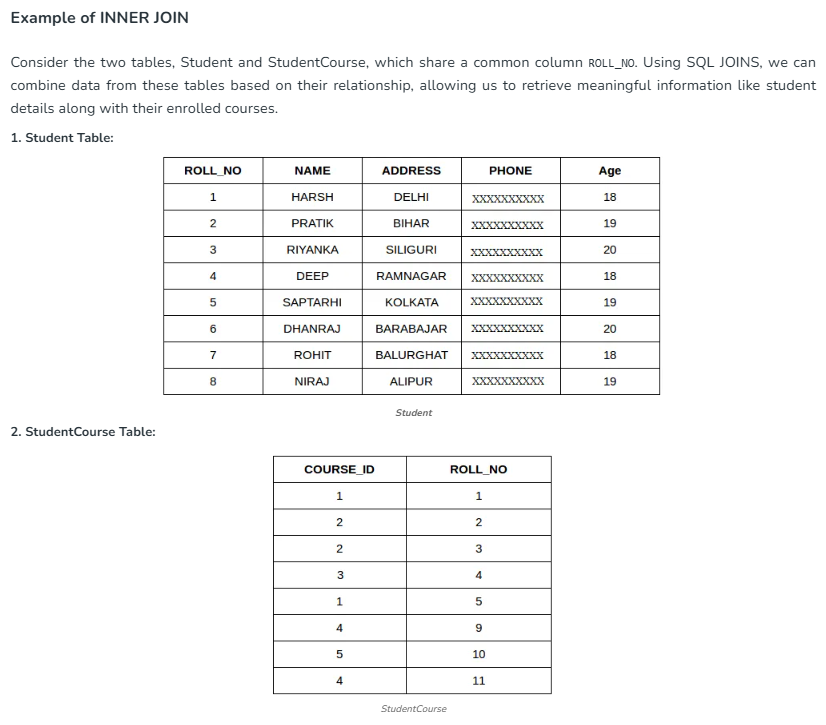 Example of INNER JOIN
Consider the two tables, Student and StudentCourse, which share a common column ROLL_NO. Using SQL JOINS, we can
combine data from these tables based on their relationship, allowing us to retrieve meaningful information like student
details along with their enrolled courses.
1. Student Table:
ROLL_NO NAME ADDRESS PHONE Age
1 HARSH DELHI XXXXXXXXXX 18
2 PRATIK BIHAR XXXXXXXXXX 19
3 RIYANKA SILIGURI XXXXXXXXXX 20
4 DEEP RAMNAGAR XXXXXXXXXX 18
5 SAPTARHI KOLKATA XXXXXXXXXX 19
6 DHANRAJ BARABAJAR XXXXXXXXXX 20
7 ROHIT BALURGHAT XXXXXXXXXX 18
8 NIRAJ ALIPUR XXXXXXXXXX 19
Student
2. StudentCourse Table:
COURSE_ID ROLL_NO
1 1
2 2
2 3
3 4
1 5
4 9
5 10
4 11
StudentCourse